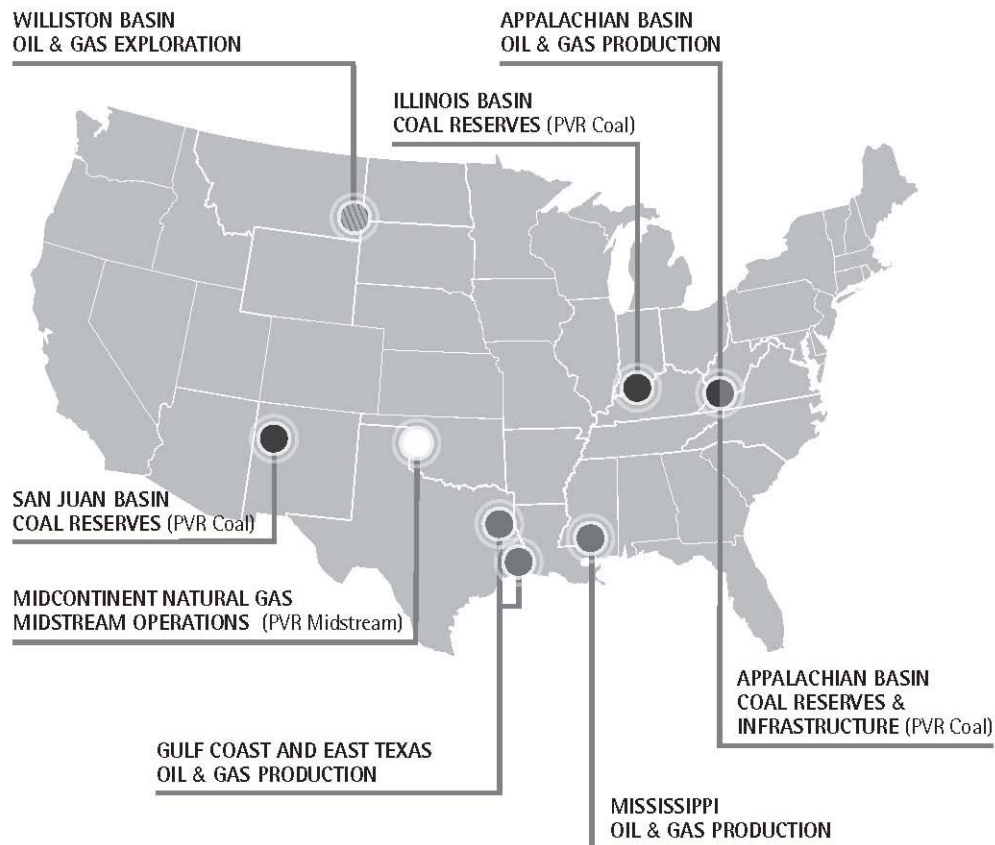 WILLISTON BASIN
OIL & GAS EXPLORATION
APPALACHIAN BASIN
OIL & GAS PRODUCTION
ILLINOIS BASIN
COAL RESERVES (PVR Coal)
SAN JUAN BASIN
COAL RESERVES (PVR Coal)
MIDCONTINENT NATURAL GAS
MIDSTREAM OPERATIONS (PVR Midstream)
APPALACHIAN BASIN
COAL RESERVES &
INFRASTRUCTURE (PVR Coal)
GULF COAST AND EAST TEXAS
OIL & GAS PRODUCTION
MISSISSIPPI
OIL & GAS PRODUCTION